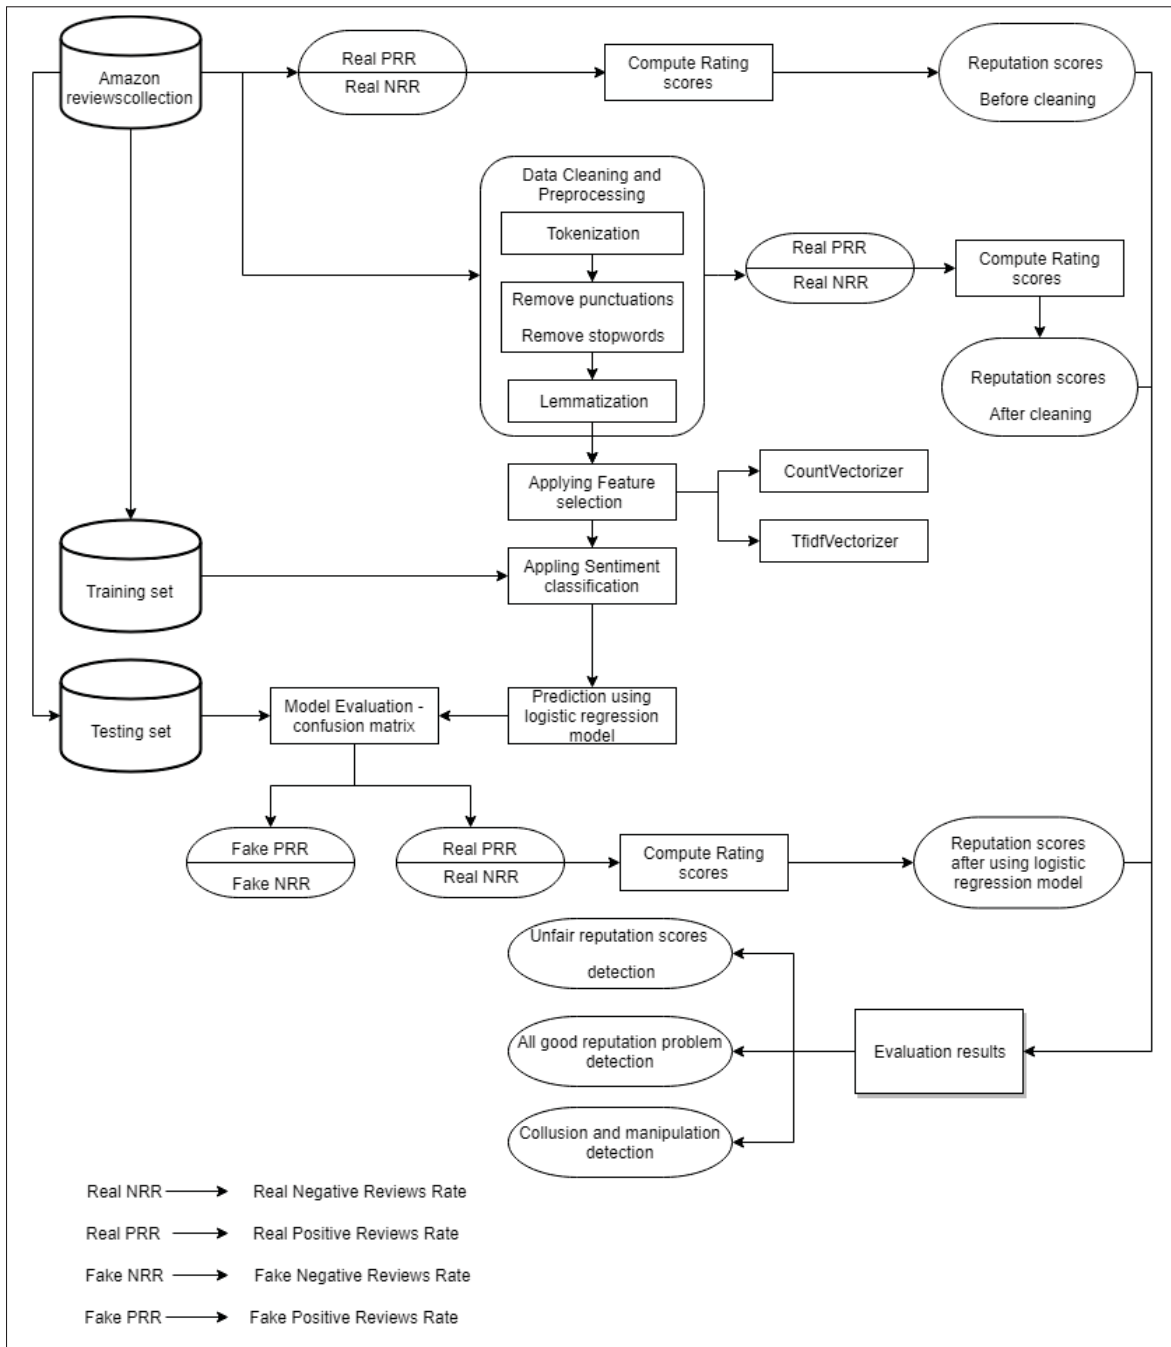 Amazon
reviewscollection
Real PRR
Real NRR
Compute Rating
scores
Reputation scores
Before cleaning
Data Cleaning and
Preprocessing
Tokenization
Remove punctuations
Remove stopwords
Lemmatization
Real PRR
Real NRR
Compute Rating
scores
Reputation scores
After cleaning
Applying Feature
selection
CountVectorizer
TfidfVectorizer
Training set
Appling Sentiment
classification
Testing set
Model Evaluation -
confusion matrix
Prediction using
logistic regression
model
Fake PRR
Fake NRR
Real PRR
Real NRR
Compute Rating
scores
Reputation scores
after using logistic
regression model
Unfair reputation scores
detection
All good reputation problem
detection
Evaluation results
Collusion and manipulation
detection
Real NRR Real Negative Reviews Rate
Real PRR Real Positive Reviews Rate
Fake NRR Fake Negative Reviews Rate
Fake PRR Fake Positive Reviews Rate